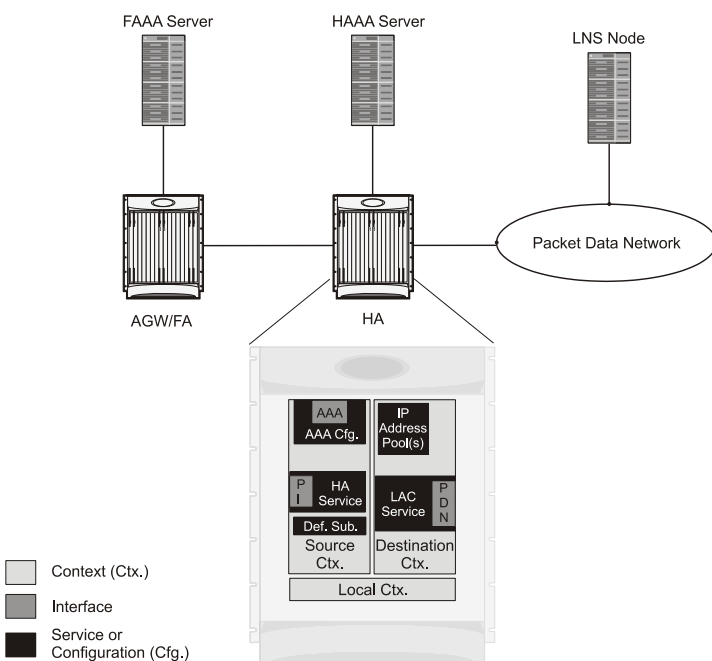 FAAA Server
HAAA Server
LNS Node
Packet Data Network
AGW/FA
HA
AAA
AAA Cfg.
IP
Address
Pool(s)
P
I
HA
Service
LAC
Service
P
D
N
Def. Sub.
Source
Ctx.
Destination
Ctx.
Local Ctx.
Context (Ctx.)
Interface
Service or
Configuration (Cfg.)